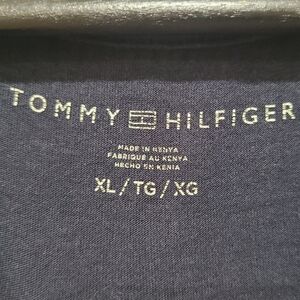 TOMMY HILFIGER
MADE IN KENYA
FABRIQUÉ AU KENYA
HECHO EN KENIA
XL / TG / XG